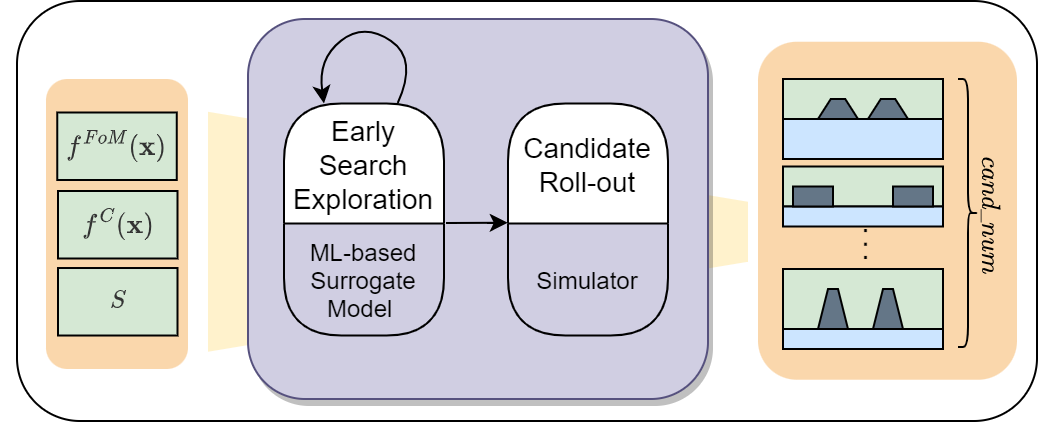 f^{FoM}(x)
f^{C}(x)
S
Early
Search
Exploration
ML-based
Surrogate
Model
Candidate
Roll-out
Simulator
cand_num